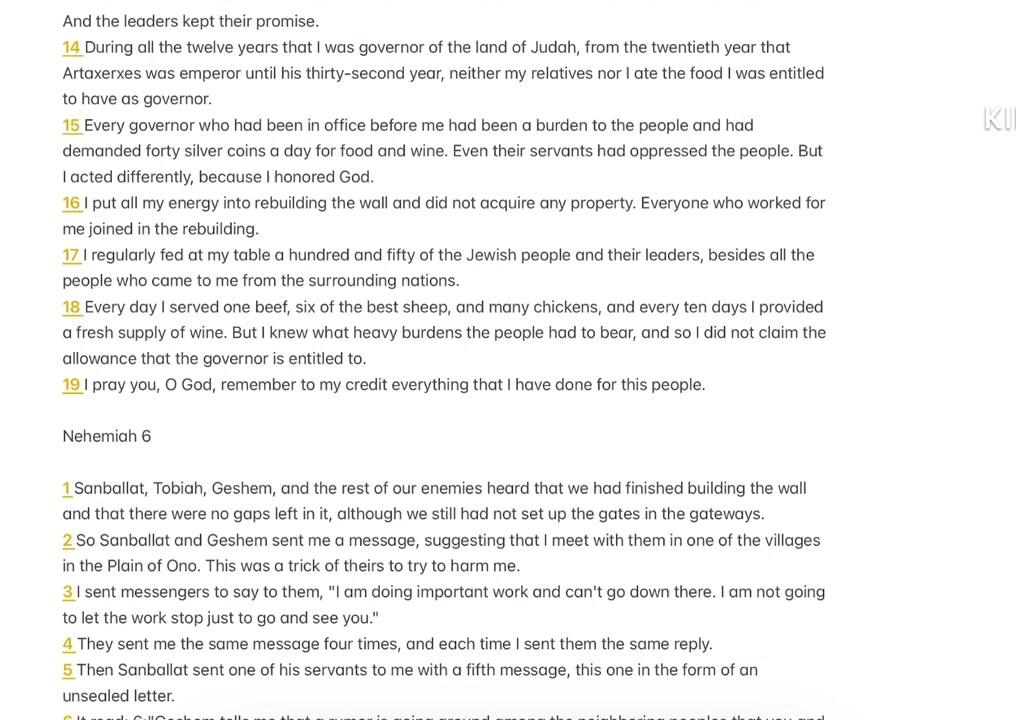 And the leaders kept their promise.
14 During all the twelve years that I was governor of the land of Judah, from the twentieth year that
Artaxerxes was emperor until his thirty-second year, neither my relatives nor I ate the food I was entitled
to have as governor.
15 Every governor who had been in office before me had been a burden to the people and had
demanded forty silver coins a day for food and wine. Even their servants had oppressed the people. But
I acted differently, because I honored God.
16 I put all my energy into rebuilding the wall and did not acquire any property. Everyone who worked for
me joined in the rebuilding.
17 I regularly fed at my table a hundred and fifty of the Jewish people and their leaders, besides all the
people who came to me from the surrounding nations.
18 Every day I served one beef, six of the best sheep, and many chickens, and every ten days I provided
a fresh supply of wine. But I knew what heavy burdens the people had to bear, and so I did not claim the
allowance that the governor is entitled to.
19 I pray you, O God, remember to my credit everything that I have done for this people.
Nehemiah 6
1 Sanballat, Tobiah, Geshem, and the rest of our enemies heard that we had finished building the wall
and that there were no gaps left in it, although we still had not set up the gates in the gateways.
2 So Sanballat and Geshem sent me a message, suggesting that I meet with them in one of the villages
in the Plain of Ono. This was a trick of theirs to try to harm me.
3 I sent messengers to say to them, "I am doing important work and can't go down there. I am not going
to let the work stop just to go and see you."
4 They sent me the same message four times, and each time I sent them the same reply.
5 Then Sanballat sent one of his servants to me with a fifth message, this one in the form of an
unsealed letter.